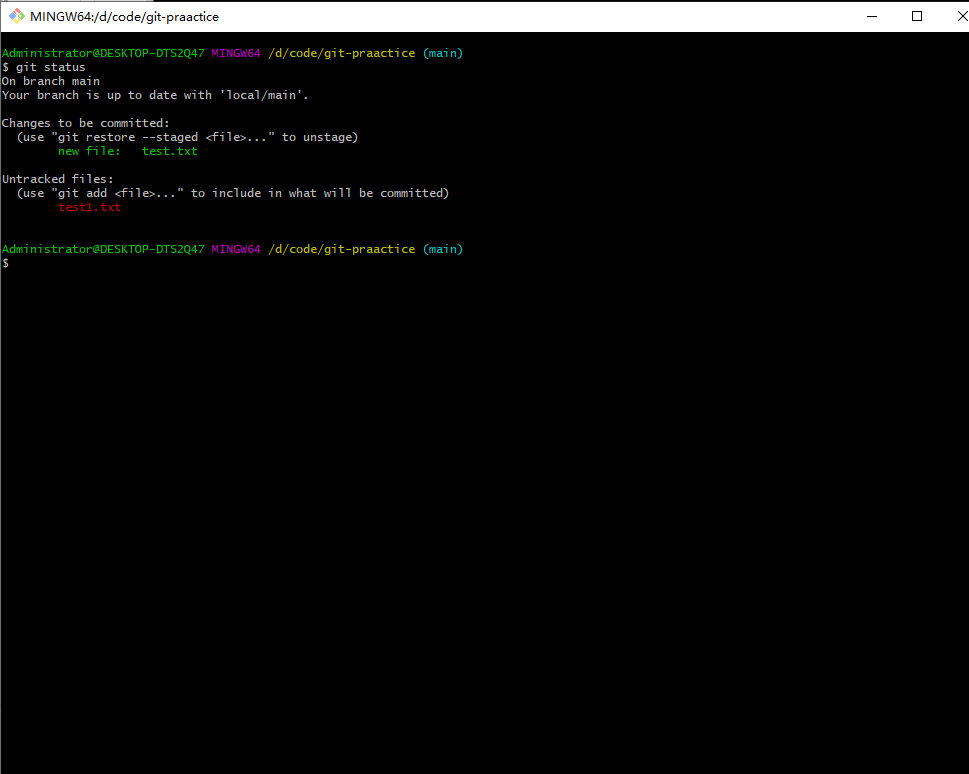 MINGW64:/d/code/git-praactice
Administrator@DESKTOP-DTS2Q47 MINGW64 /d/code/git-praactice (main)
$ git status
On branch main
Your branch is up to date with 'local/main'.
Changes to be committed:
(use "git restore --staged <file>..." to unstage)
new file: test.txt
Untracked files:
(use "git add <file>..." to include in what will be committed)
test1.txt
Administrator@DESKTOP-DTS2Q47 MINGW64 /d/code/git-praactice (main)
$